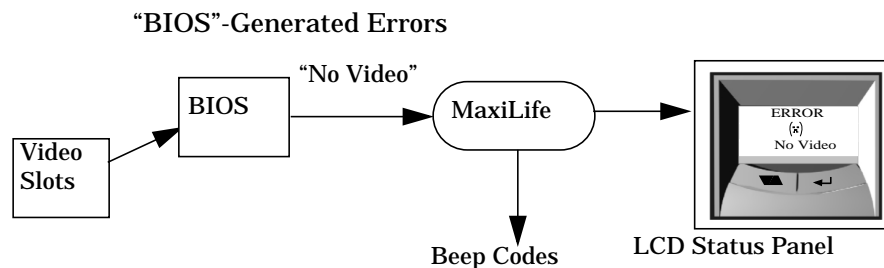 “BIOS”-Generated Errors
“No Video”
BIOS
MaxiLife
ERROR
No Video
Video
Slots
Beep Codes
LCD Status Panel